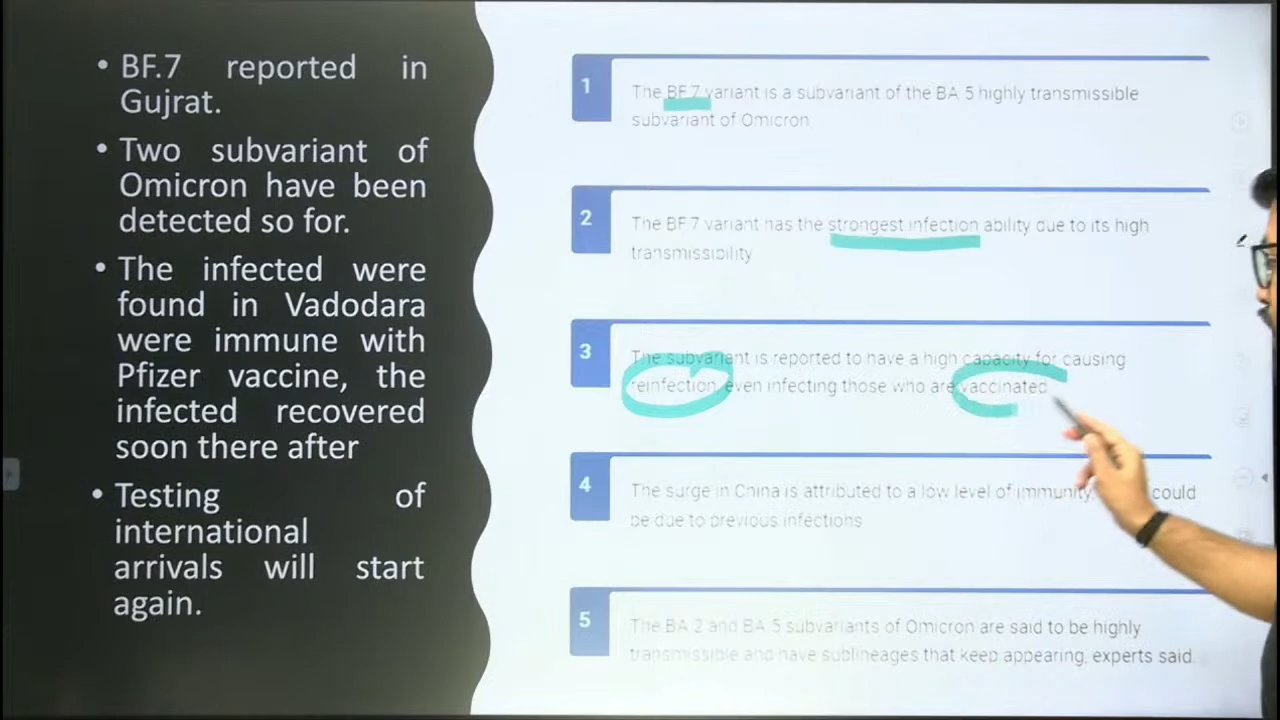 • BF.7 reported in
Gujrat.
• Two subvariant of
Omicron have been
detected so for.
• The infected were
found in Vadodara
were immune with
Pfizer vaccine, the
infected recovered
soon there after
• Testing of
international
arrivals will start
again.
1
The BF 7 variant is a subvariant of the BA 5 highly transmissible
subvariant of Omicron
2
The BF 7 variant has the strongest infection ability due to its high
transmissibility
3
The subvariant is reported to have a high capacity for causing
reinfection, even infecting those who are vaccinated
4
The surge in China is attributed to a low level of immunity. could
be due to previous infections
5
The BA 2 and BA 5 subvariants of Omicron are said to be highly
transmissible and have sublineages that keep appearing, experts said.